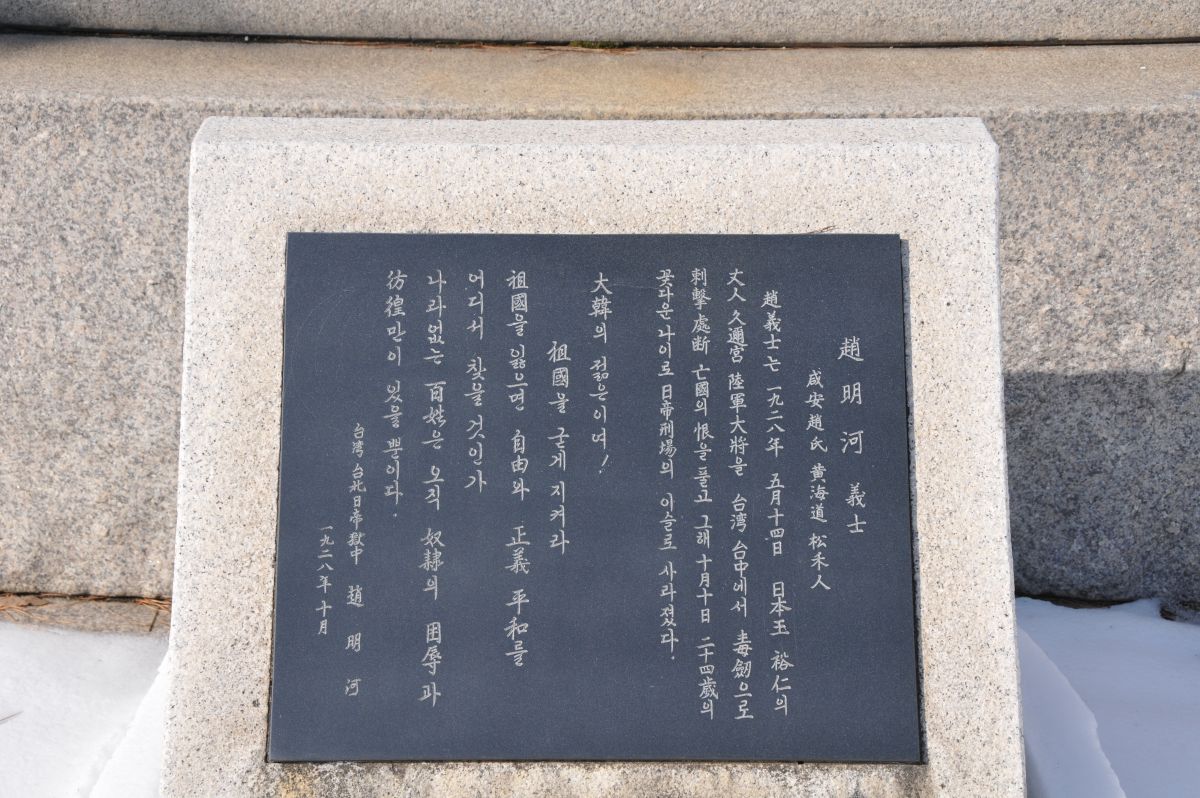 趙明河 義士
咸安趙氏 黃海道 松禾人
趙義士는 一九二八年 五月十四日 日本王 裕仁의
丈人 久邇宮 陸軍大將을 台湾 台中에서 毒劒으로
刺擊處断 亡國의 恨을 풀고 그해 十月十日 二十四歲의
꽃다운 나이로 日帝刑場의 이슬로 사라졌다.
大韓의 젊은이여!
祖國을 굳게 지켜라
祖國을 잃으면 自由와 正義 平和를
어디서 찾을 것인가
나라없는 百姓은 오직 奴隷의 困辱과
彷徨만이 있을 뿐이다.
台湾 台北日帝獄中 趙明河
一九二八年 十月